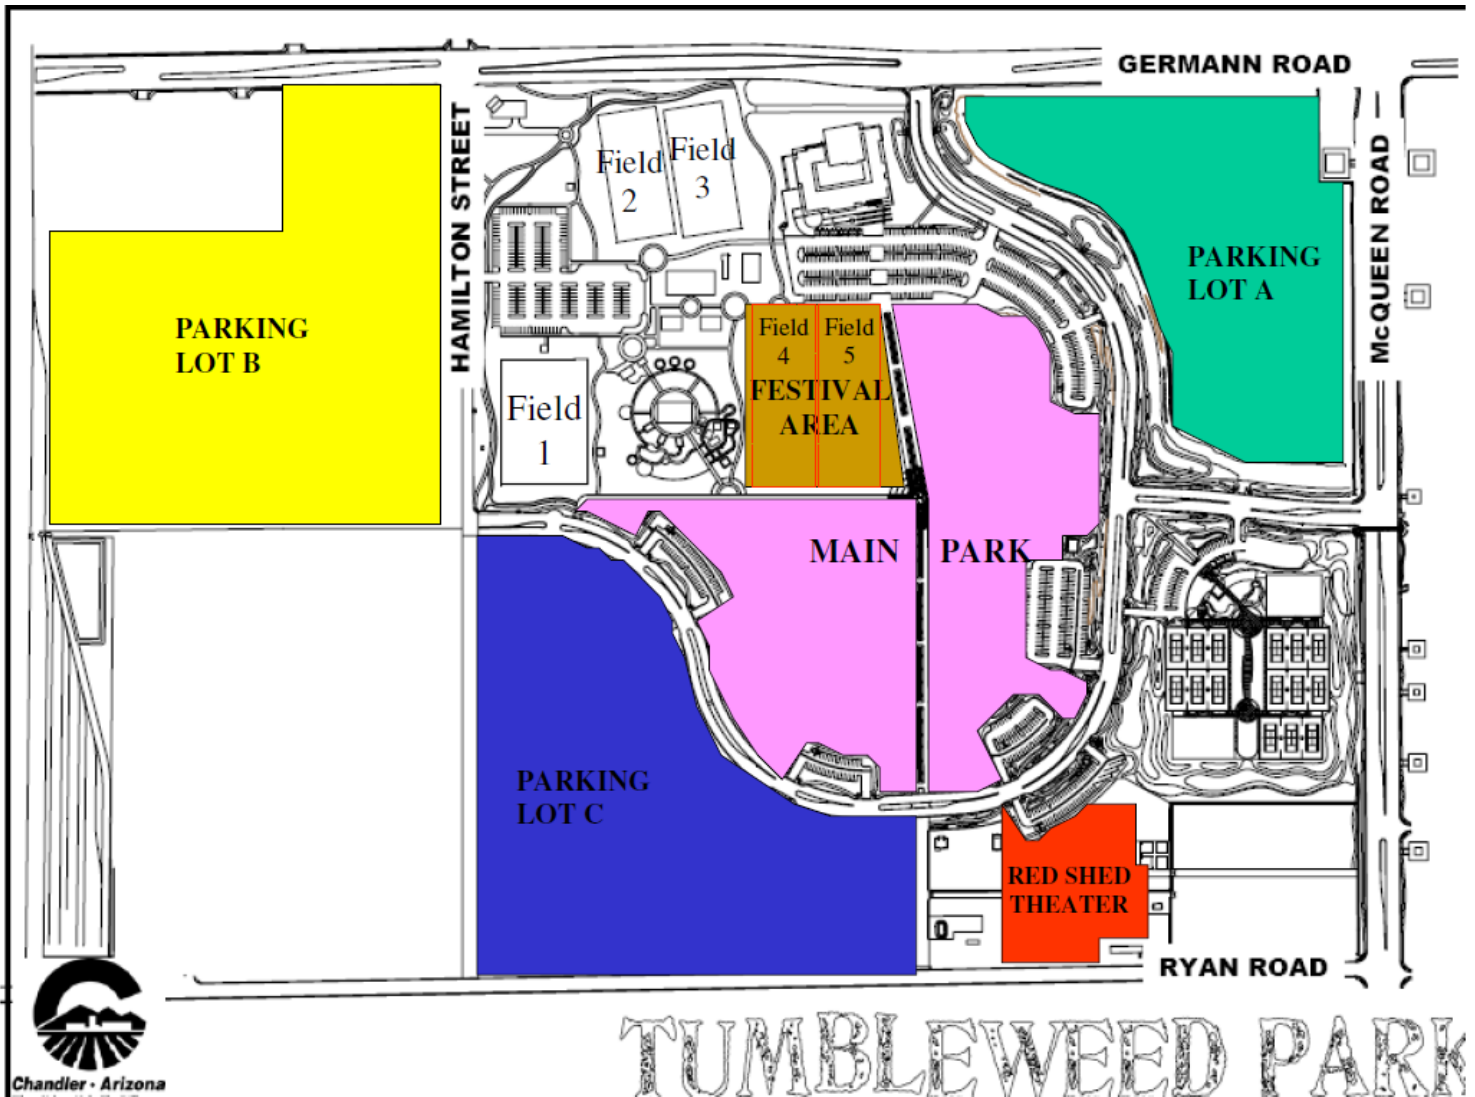 GERMANN ROAD
HAMILTON STREET
McQUEEN ROAD
Field
2
Field
3
PARKING
LOT A
PARKING
LOT B
Field
4
Field
5
FESTIVAL
AREA
Field
1
MAIN PARK
PARKING
LOT C
RED SHED
THEATER
RYAN ROAD
TUMBLEWEED PARK
Chandler · Arizona